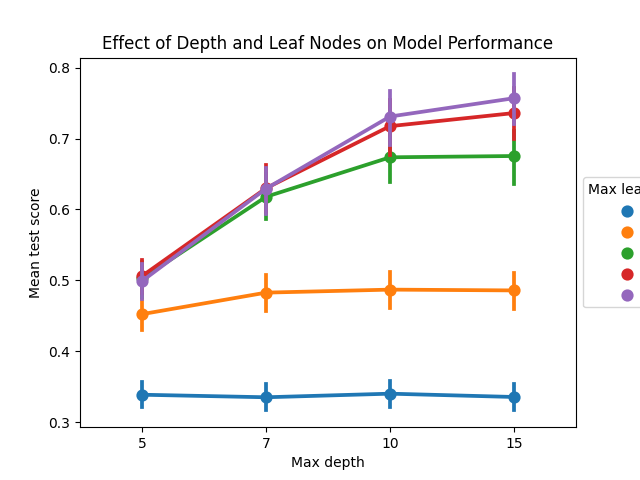 Effect of Depth and Leaf Nodes on Model Performance
0.8
0.7
0.6
0.5
0.4
0.3
Mean test score
5 7 10 15
Max depth
Max